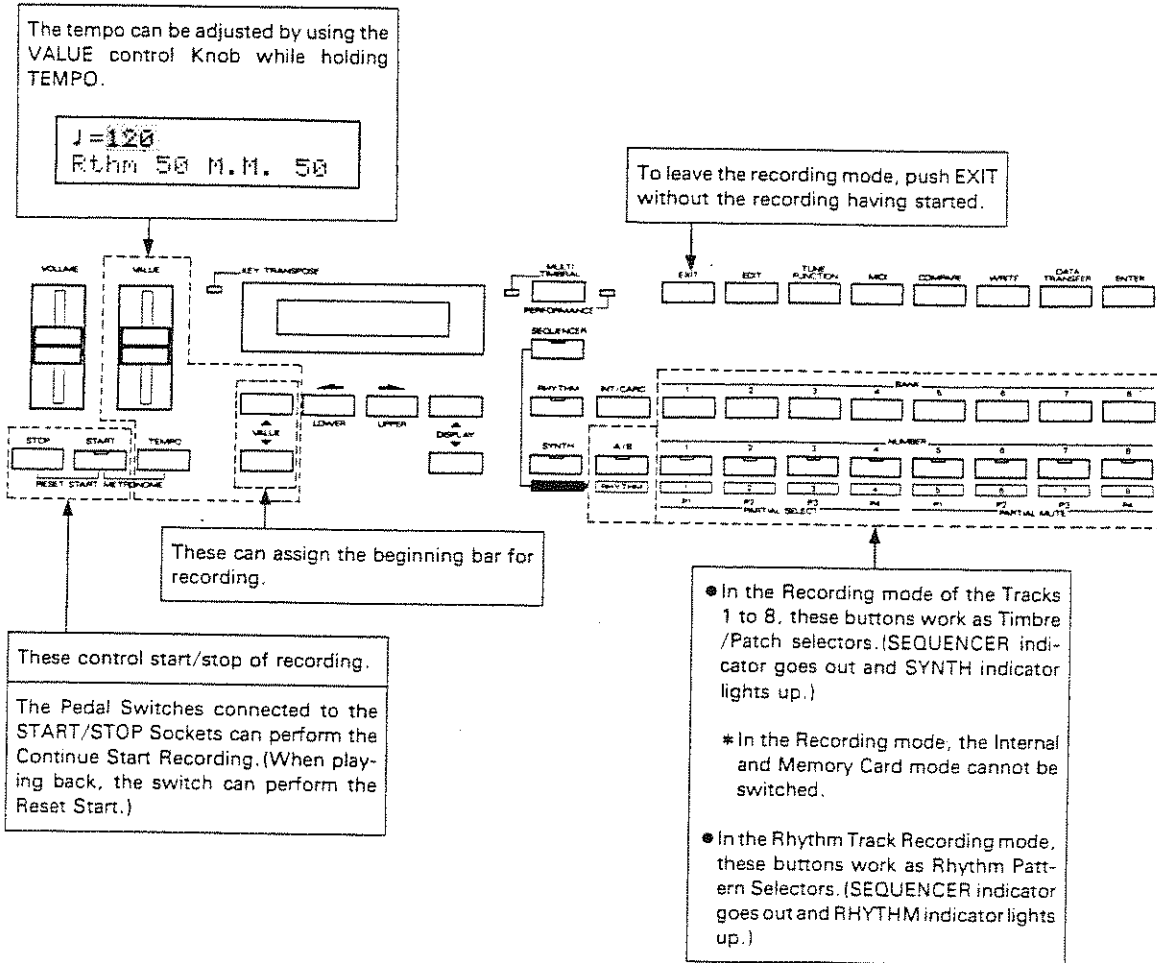 The tempo can be adjusted by using the
VALUE control Knob while holding
TEMPO.
♩=120
Rthm 50 M.M. 50
To leave the recording mode, push EXIT
without the recording having started.
VOLUME VALUE KEY TRANSPOSE MULTI TIMBRAL EXIT EDIT TUNE FUNCTION MIDI COMPARE WRITE DATA TRANSFER ENTER
PERFORMANCE
SEQUENCER
RHYTHM INT/CARD BANK
1 2 3 4 5 6 7 8
LOWER UPPER
VALUE DISPLAY
STOP START TEMPO
SYNTH A/B NUMBER
1 2 3 4 5 6 7 8
RESET START METRONOME
RHYTHM 1 2 3 4 5 6 7 8
P1 P2 P3 P4 P1 P2 P3 P4
PARTIAL SELECT PARTIAL MUTE
These can assign the beginning bar for
recording.
These control start/stop of recording.
The Pedal Switches connected to the
START/STOP Sockets can perform the
Continue Start Recording.(When play-
ing back, the switch can perform the
Reset Start.)
●In the Recording mode of the Tracks
1 to 8, these buttons work as Timbre
/Patch selectors.(SEQUENCER indi-
cator goes out and SYNTH indicator
lights up.)
*In the Recording mode, the Internal
and Memory Card mode cannot be
switched.
●In the Rhythm Track Recording mode,
these buttons work as Rhythm Patt-
ern Selectors. (SEQUENCER indicator
goes out and RHYTHM indicator lights
up.)